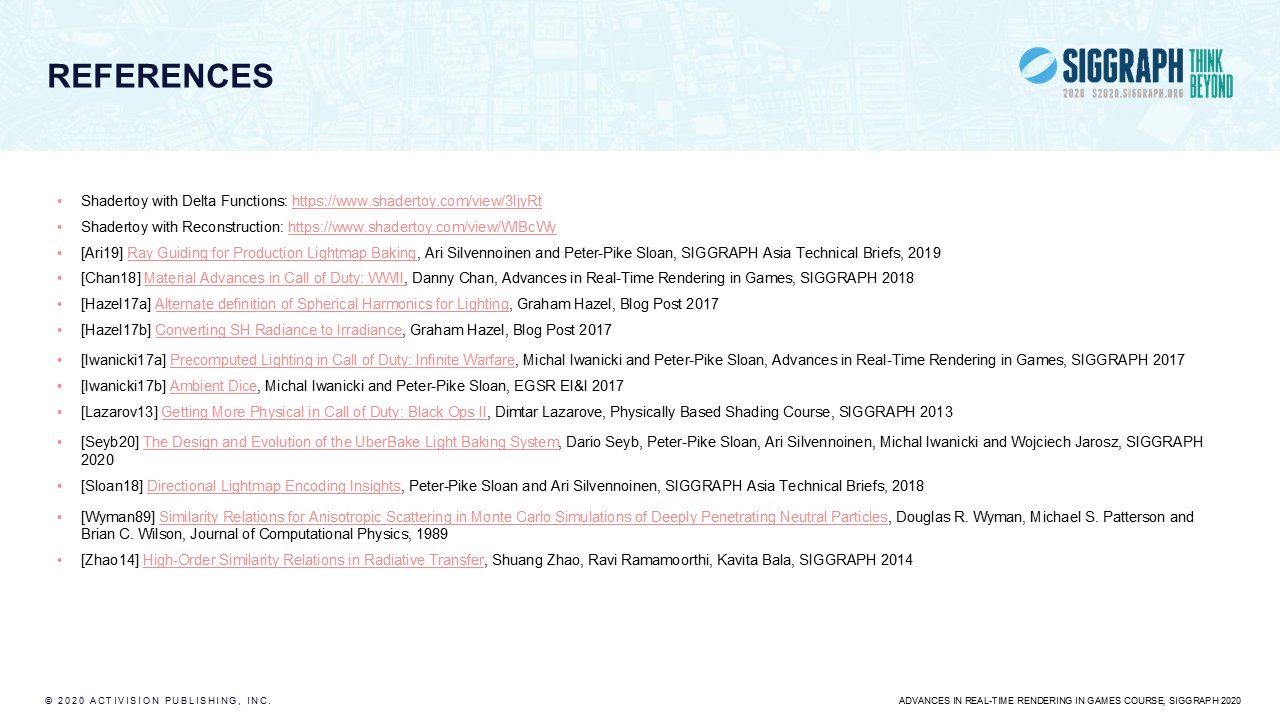 REFERENCES
SIGGRAPH THINK BEYOND
2020 S2020.SIGGRAPH.ORG
• Shadertoy with Delta Functions: https://www.shadertoy.com/view/3ljyRt
• Shadertoy with Reconstruction: https://www.shadertoy.com/view/WlBcWy
• [Ari19] Ray Guiding for Production Lightmap Baking, Ari Silvennoinen and Peter-Pike Sloan, SIGGRAPH Asia Technical Briefs, 2019
• [Chan18] Material Advances in Call of Duty: WWII, Danny Chan, Advances in Real-Time Rendering in Games, SIGGRAPH 2018
• [Hazel17a] Alternate definition of Spherical Harmonics for Lighting, Graham Hazel, Blog Post 2017
• [Hazel17b] Converting SH Radiance to Irradiance, Graham Hazel, Blog Post 2017
• [Iwanicki17a] Precomputed Lighting in Call of Duty: Infinite Warfare, Michal Iwanicki and Peter-Pike Sloan, Advances in Real-Time Rendering in Games, SIGGRAPH 2017
• [Iwanicki17b] Ambient Dice, Michal Iwanicki and Peter-Pike Sloan, EGSR EI&I 2017
• [Lazarov13] Getting More Physical in Call of Duty: Black Ops II, Dimtar Lazarove, Physically Based Shading Course, SIGGRAPH 2013
• [Seyb20] The Design and Evolution of the UberBake Light Baking System, Dario Seyb, Peter-Pike Sloan, Ari Silvennoinen, Michal Iwanicki and Wojciech Jarosz, SIGGRAPH
2020
• [Sloan18] Directional Lightmap Encoding Insights, Peter-Pike Sloan and Ari Silvennoinen, SIGGRAPH Asia Technical Briefs, 2018
• [Wyman89] Similarity Relations for Anisotropic Scattering in Monte Carlo Simulations of Deeply Penetrating Neutral Particles, Douglas R. Wyman, Michael S. Patterson and
Brian C. Wilson, Journal of Computational Physics, 1989
• [Zhao14] High-Order Similarity Relations in Radiative Transfer, Shuang Zhao, Ravi Ramamoorthi, Kavita Bala, SIGGRAPH 2014
© 2020 ACTIVISION PUBLISHING, INC.
ADVANCES IN REAL-TIME RENDERING IN GAMES COURSE, SIGGRAPH 2020